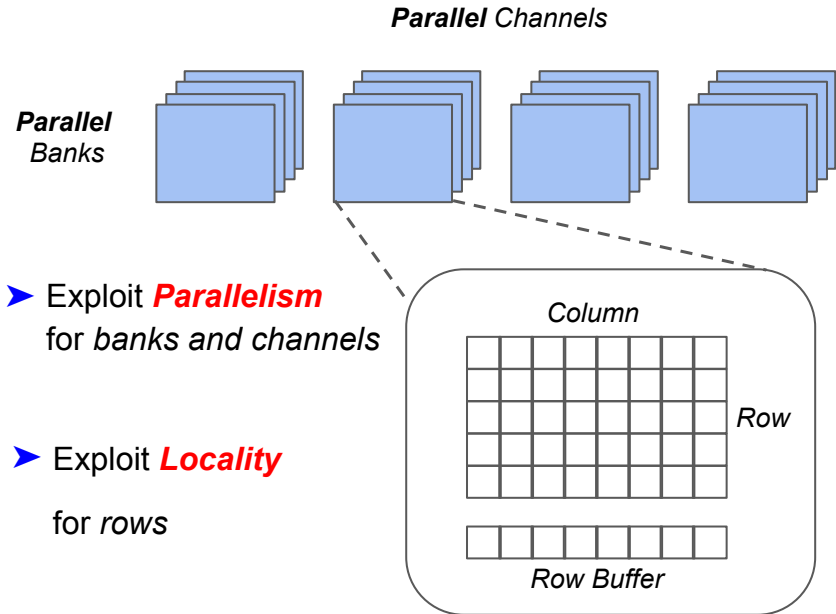 Parallel Channels
Parallel
Banks
➤ Exploit Parallelism
for banks and channels
➤ Exploit Locality
for rows
Column
Row
Row Buffer